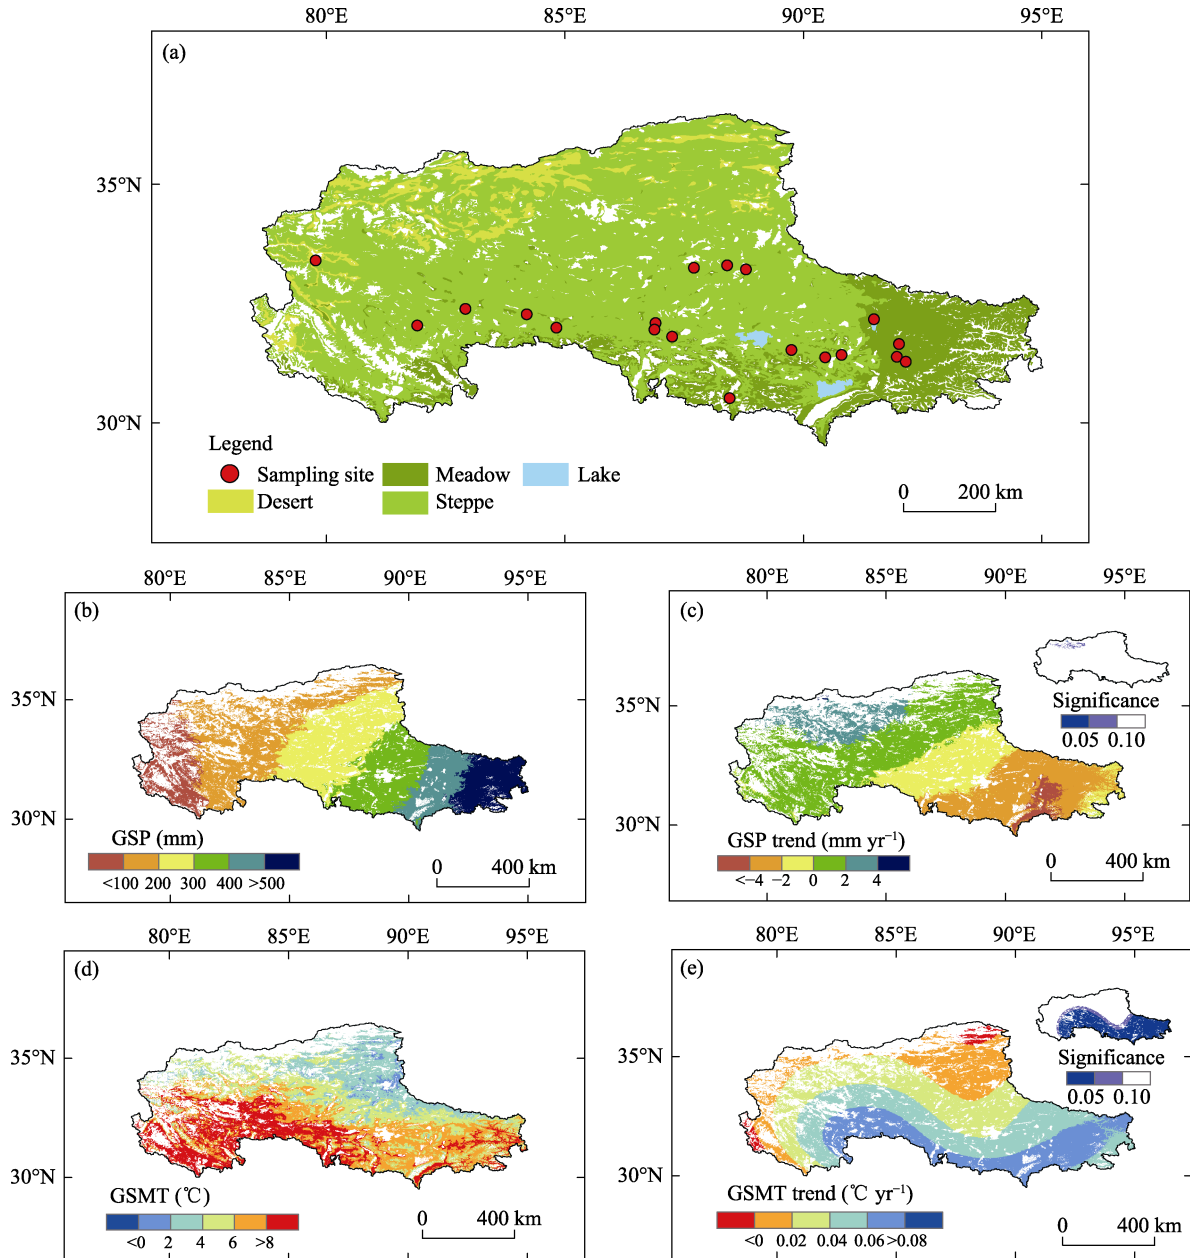 80°E 85°E 90°E 95°E
(a)
35°N
30°N
Legend
Sampling site Meadow Lake
Desert Steppe
0 200 km
80°E 85°E 90°E 95°E
(b)
35°N
30°N
GSP (mm)
<100 200 300 400 >500
0 400 km
80°E 85°E 90°E 95°E
(c)
35°N
30°N
Significance
0.05 0.10
GSP trend (mm yr⁻¹)
<−4 −2 0 2 4
0 400 km
80°E 85°E 90°E 95°E
(d)
35°N
30°N
GSMT (℃)
<0 2 4 6 >8
0 400 km
80°E 85°E 90°E 95°E
(e)
35°N
30°N
Significance
0.05 0.10
GSMT trend (℃ yr⁻¹)
<0 0.02 0.04 0.06 >0.08
0 400 km